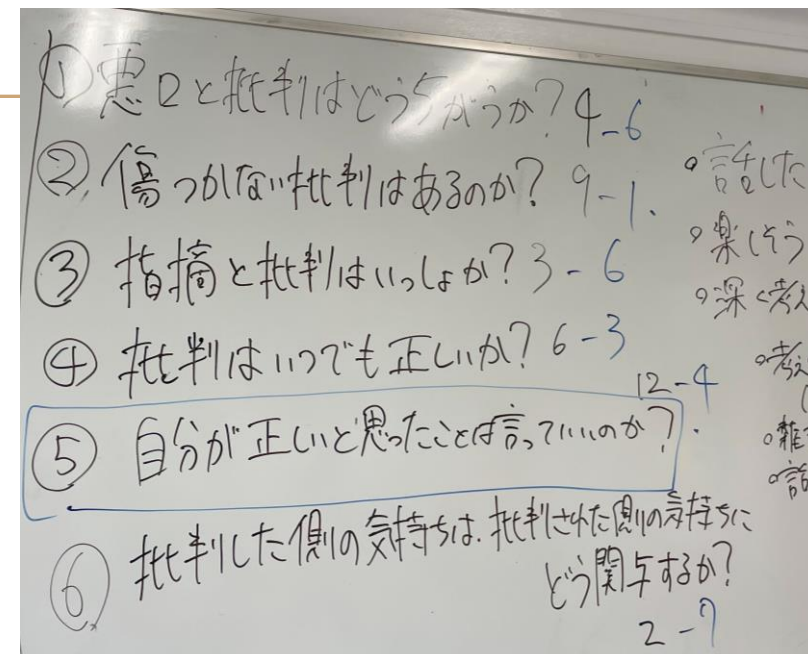 ① 悪口と批判はどうちがうか? 4-6
② 傷つかない批判はあるのか? 9-1.
③ 指摘と批判はいっしょか? 3-6
④ 批判はいつでも正しいか? 6-3
12-4
⑤ 自分が正しいと思ったことは言っていいのか?
⑥ 批判した側の気持ちは、批判された側の気持ちに
どう関与するか?
2-7
。話した
。楽しそう
。深く考え
。考え